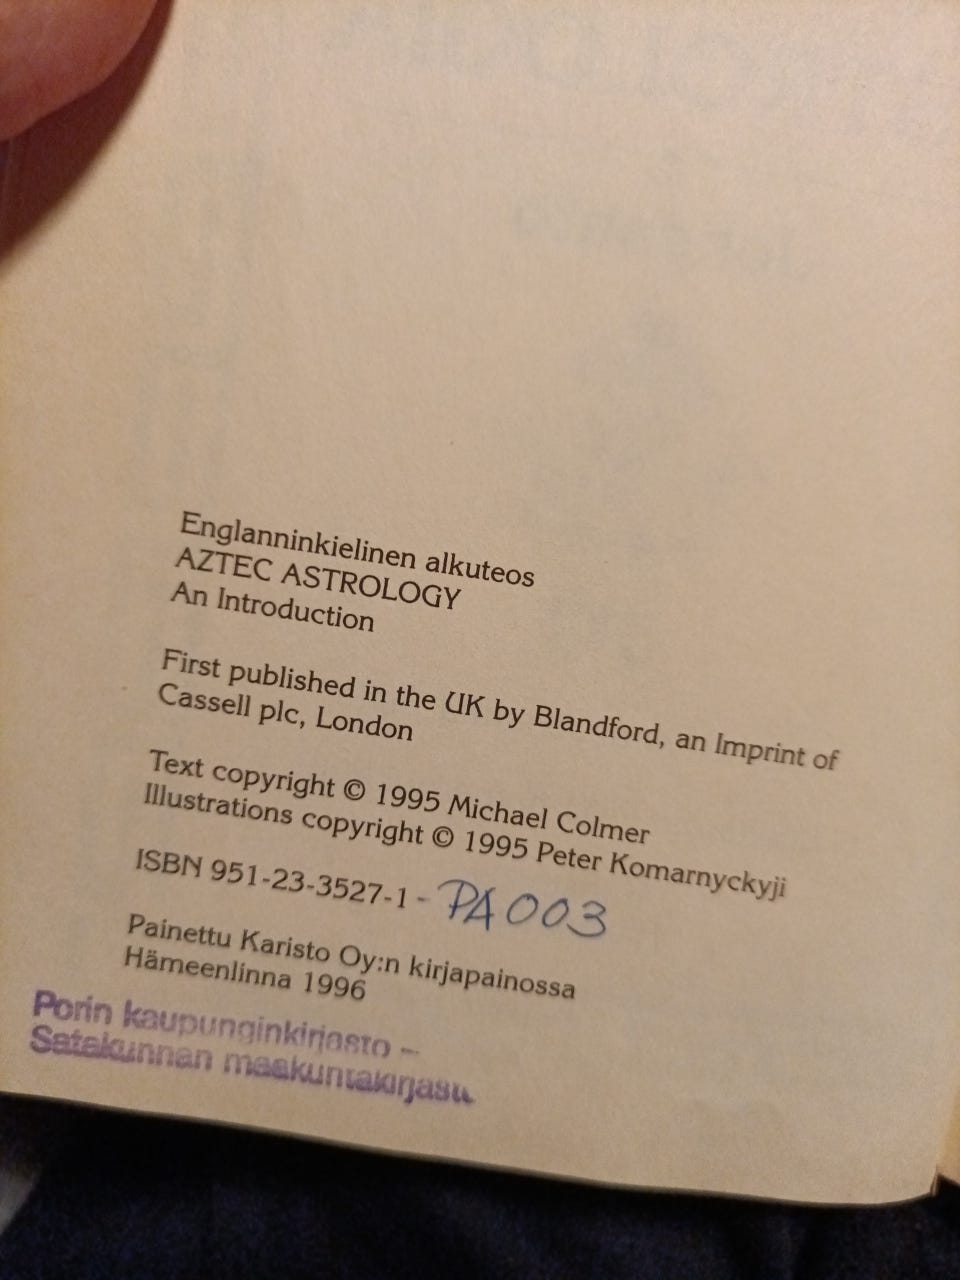 Englanninkielinen alkuteos
AZTEC ASTROLOGY
An Introduction
First published in the UK by Blandford, an Imprint of
Cassell plc, London
Text copyright © 1995 Michael Colmer
Illustrations copyright © 1995 Peter Komarnyckyji
ISBN 951-23-3527-1 - PA003
Painettu Karisto Oy:n kirjapainossa
Hämeenlinna 1996
Porin kaupunginkirjasto –
Satakunnan maakuntakirjasto